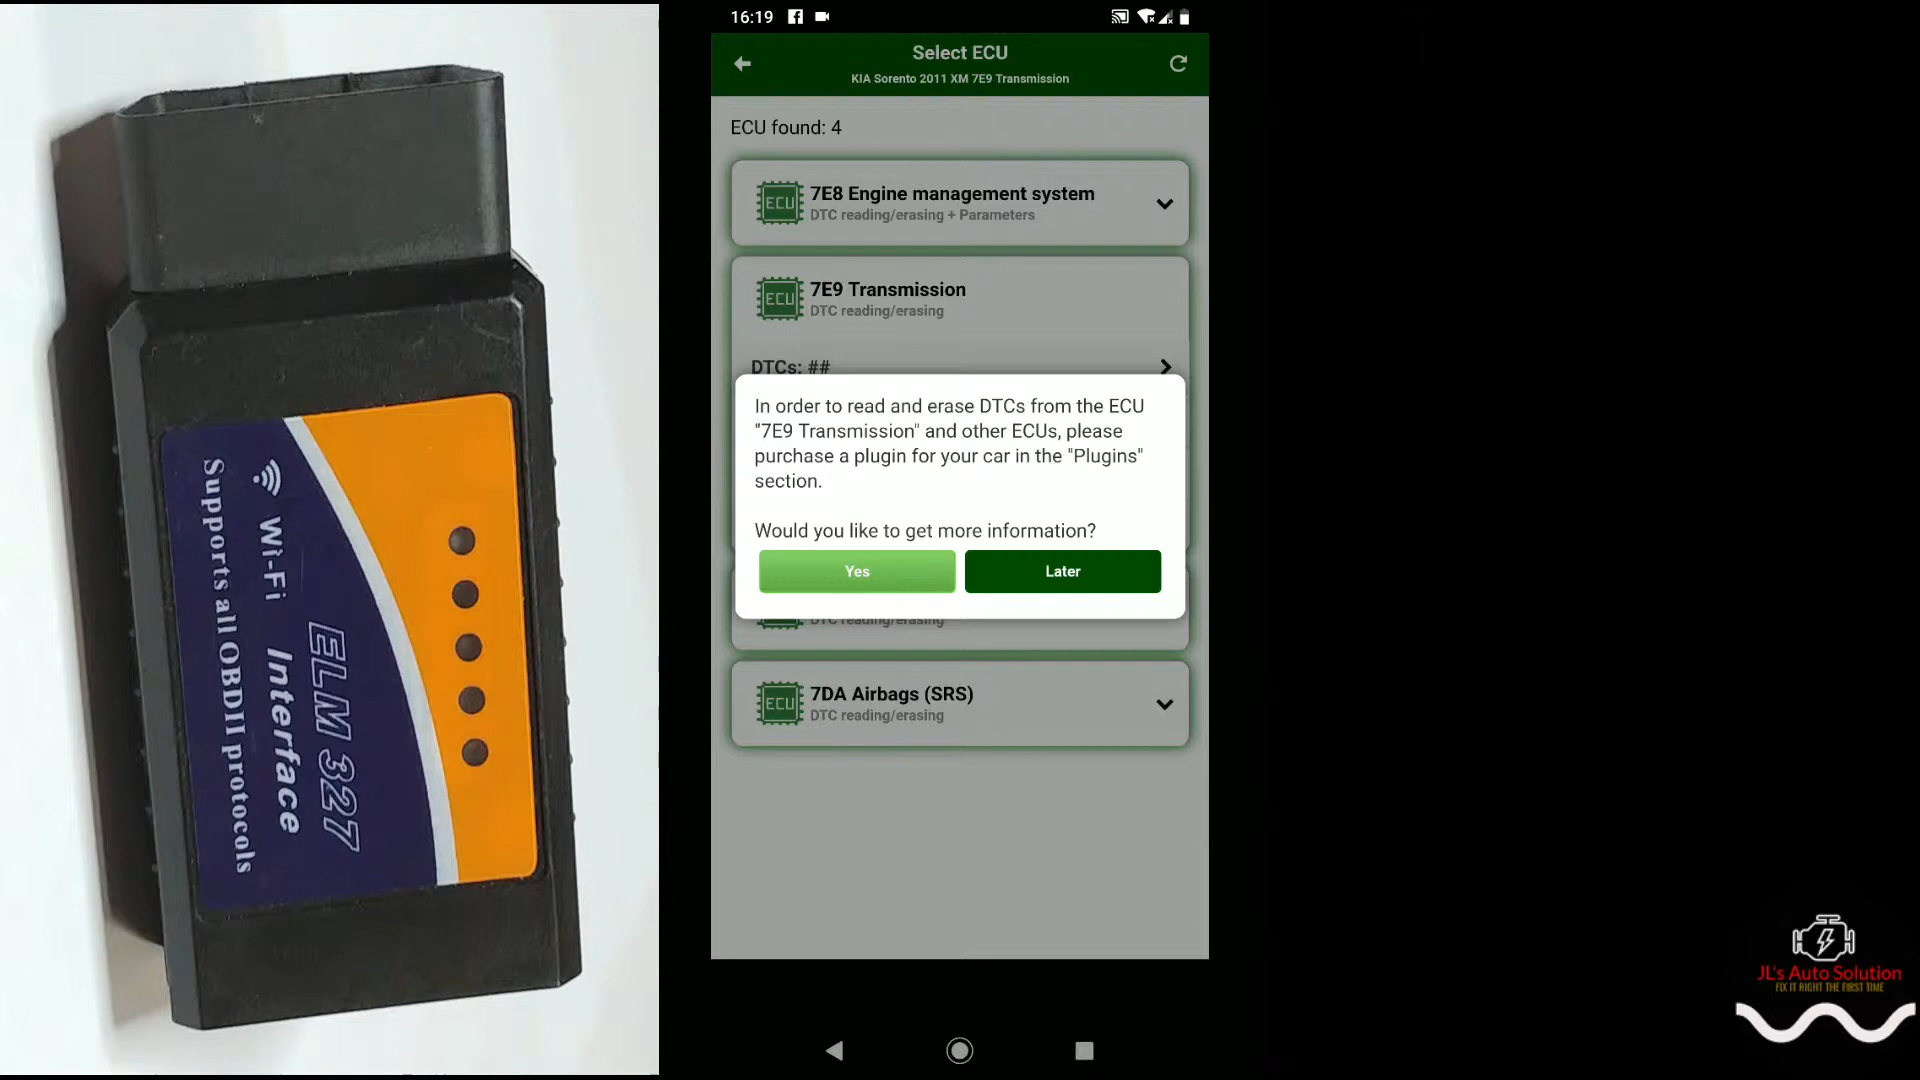 Supports all OBDII protocols
Wi-Fi
Interface
ELM 327
16:19
Select ECU
KIA Sorento 2011 XM 7E9 Transmission
ECU found: 4
ECU
7E8 Engine management system
DTC reading/erasing + Parameters
ECU
7E9 Transmission
DTC reading/erasing
DTCs: ##
In order to read and erase DTCs from the ECU
"7E9 Transmission" and other ECUs, please
purchase a plugin for your car in the "Plugins"
section.
Would you like to get more information?
Yes
Later
DTC reading/erasing
ECU
7DA Airbags (SRS)
DTC reading/erasing
JL's Auto Solution
FIX IT RIGHT THE FIRST TIME